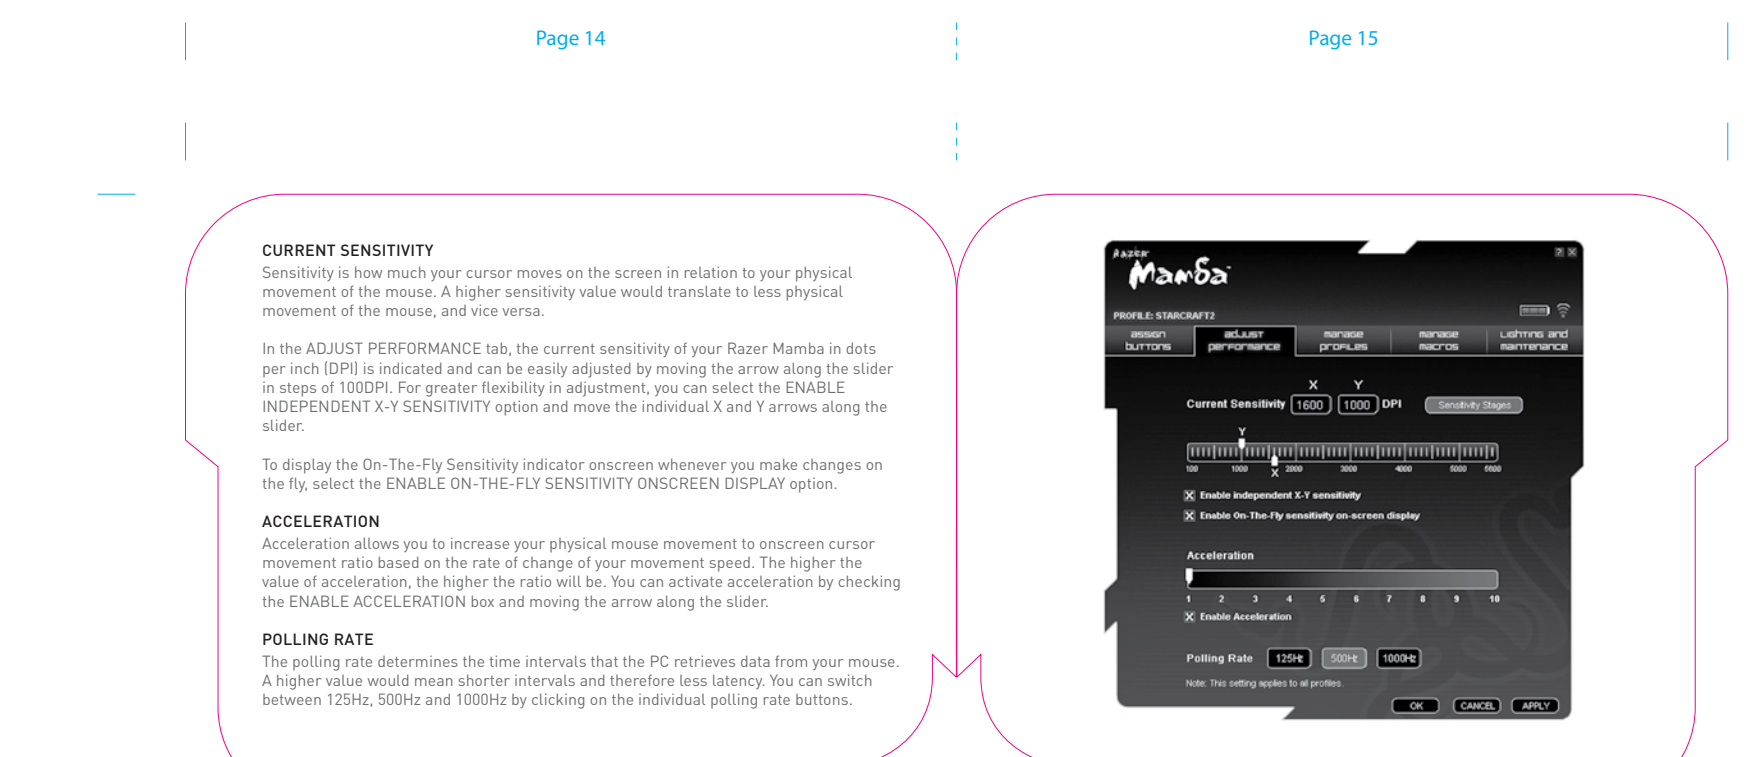 Page 14
Page 15
CURRENT SENSITIVITY
Sensitivity is how much your cursor moves on the screen in relation to your physical
movement of the mouse. A higher sensitivity value would translate to less physical
movement of the mouse, and vice versa.
In the ADJUST PERFORMANCE tab, the current sensitivity of your Razer Mamba in dots
per inch (DPI) is indicated and can be easily adjusted by moving the arrow along the slider
in steps of 100DPI. For greater flexibility in adjustment, you can select the ENABLE
INDEPENDENT X-Y SENSITIVITY option and move the individual X and Y arrows along the
slider.
To display the On-The-Fly Sensitivity indicator onscreen whenever you make changes on
the fly, select the ENABLE ON-THE-FLY SENSITIVITY ONSCREEN DISPLAY option.
ACCELERATION
Acceleration allows you to increase your physical mouse movement to onscreen cursor
movement ratio based on the rate of change of your movement speed. The higher the
value of acceleration, the higher the ratio will be. You can activate acceleration by checking
the ENABLE ACCELERATION box and moving the arrow along the slider.
POLLING RATE
The polling rate determines the time intervals that the PC retrieves data from your mouse.
A higher value would mean shorter intervals and therefore less latency. You can switch
between 125Hz, 500Hz and 1000Hz by clicking on the individual polling rate buttons.
Razer
Mamba
? X
PROFILE: STARCRAFT2
assign buttons
adjust performance
manage profiles
manage macros
Lighting and maintenance
X Y
Current Sensitivity 1600 1000 DPI Sensitivity Stages
Y
100 1000 X 2000 3000 4000 5000 5600
Enable independent X-Y sensitivity
Enable On-The-Fly sensitivity on-screen display
Acceleration
1 2 3 4 5 6 7 8 9 10
Enable Acceleration
Polling Rate 125Hz 500Hz 1000Hz
Note: This setting applies to all profiles.
OK CANCEL APPLY